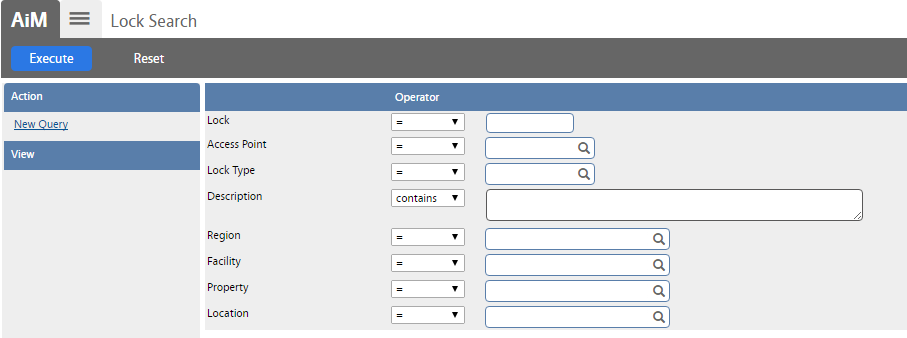 AiM Lock Search
Execute Reset
Action Operator
New Query
View
Lock =
Access Point =
Lock Type =
Description contains
Region =
Facility =
Property =
Location =